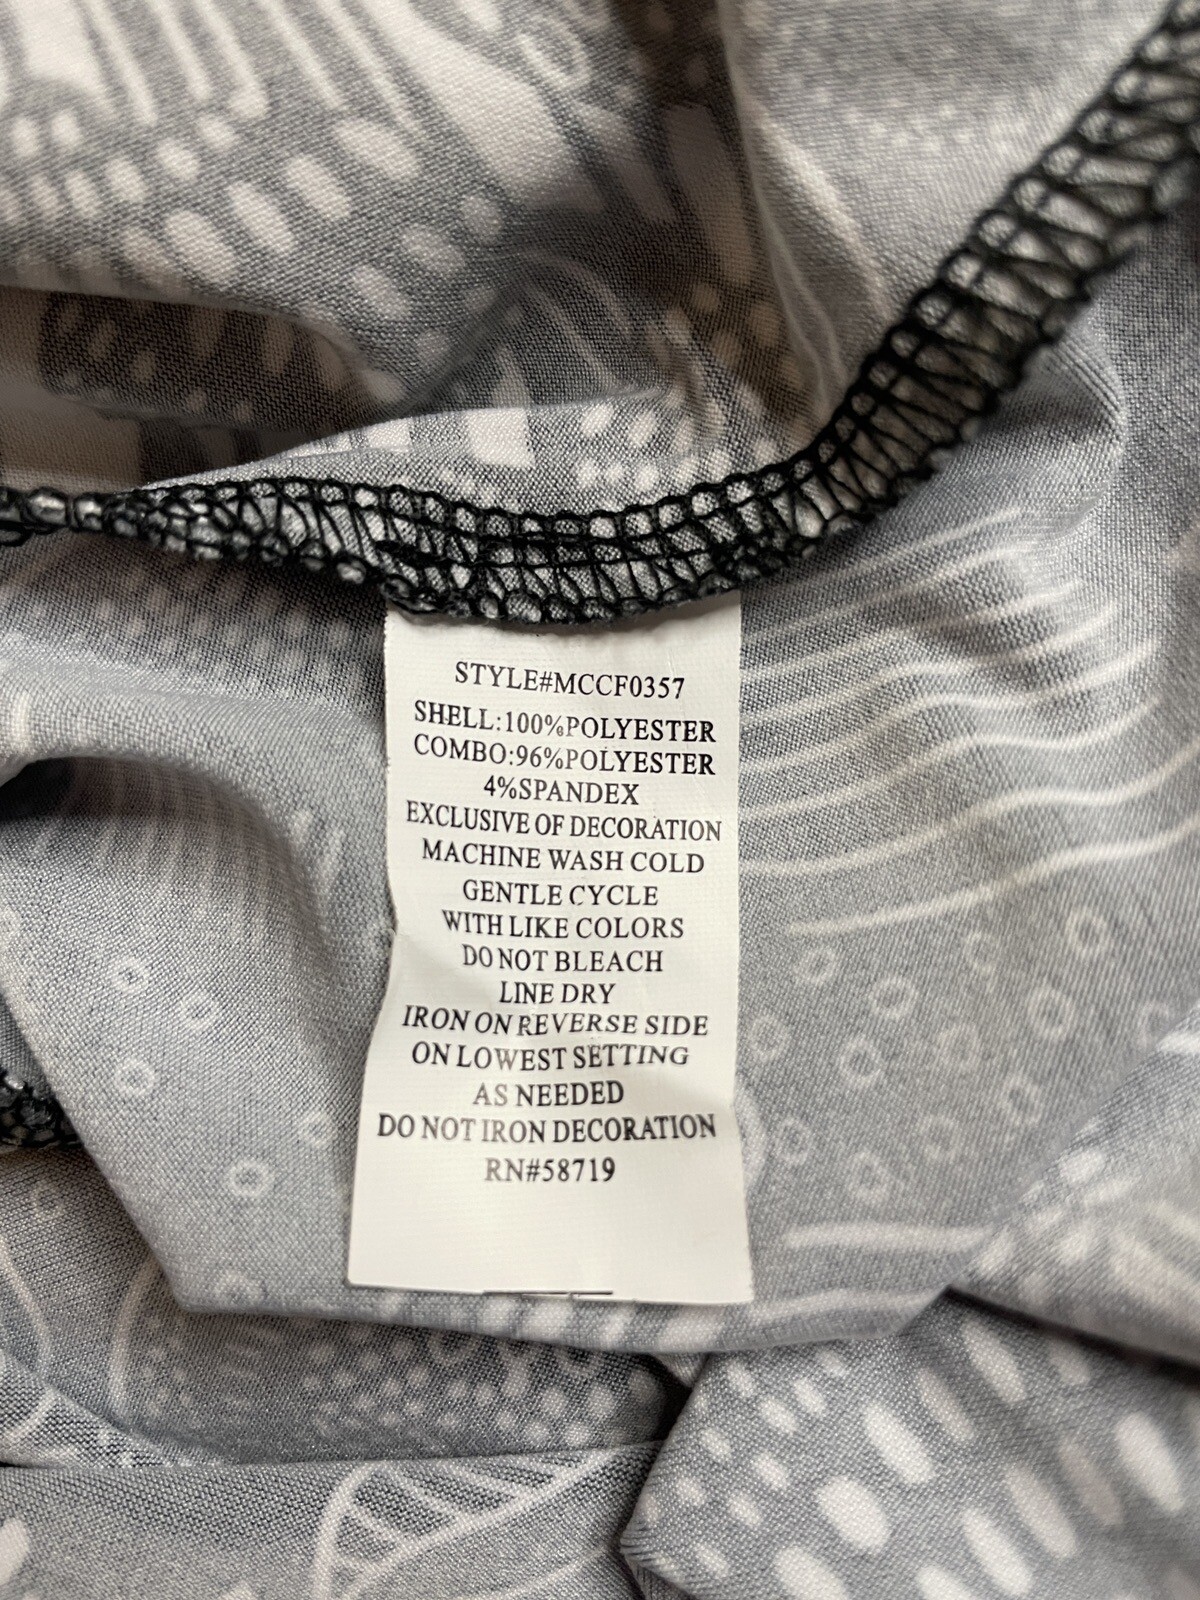 STYLE#MCCF0357
SHELL:100%POLYESTER
COMBO:96%POLYESTER
4%SPANDEX
EXCLUSIVE OF DECORATION
MACHINE WASH COLD
GENTLE CYCLE
WITH LIKE COLORS
DO NOT BLEACH
LINE DRY
IRON ON REVERSE SIDE
ON LOWEST SETTING
AS NEEDED
DO NOT IRON DECORATION
RN#58719